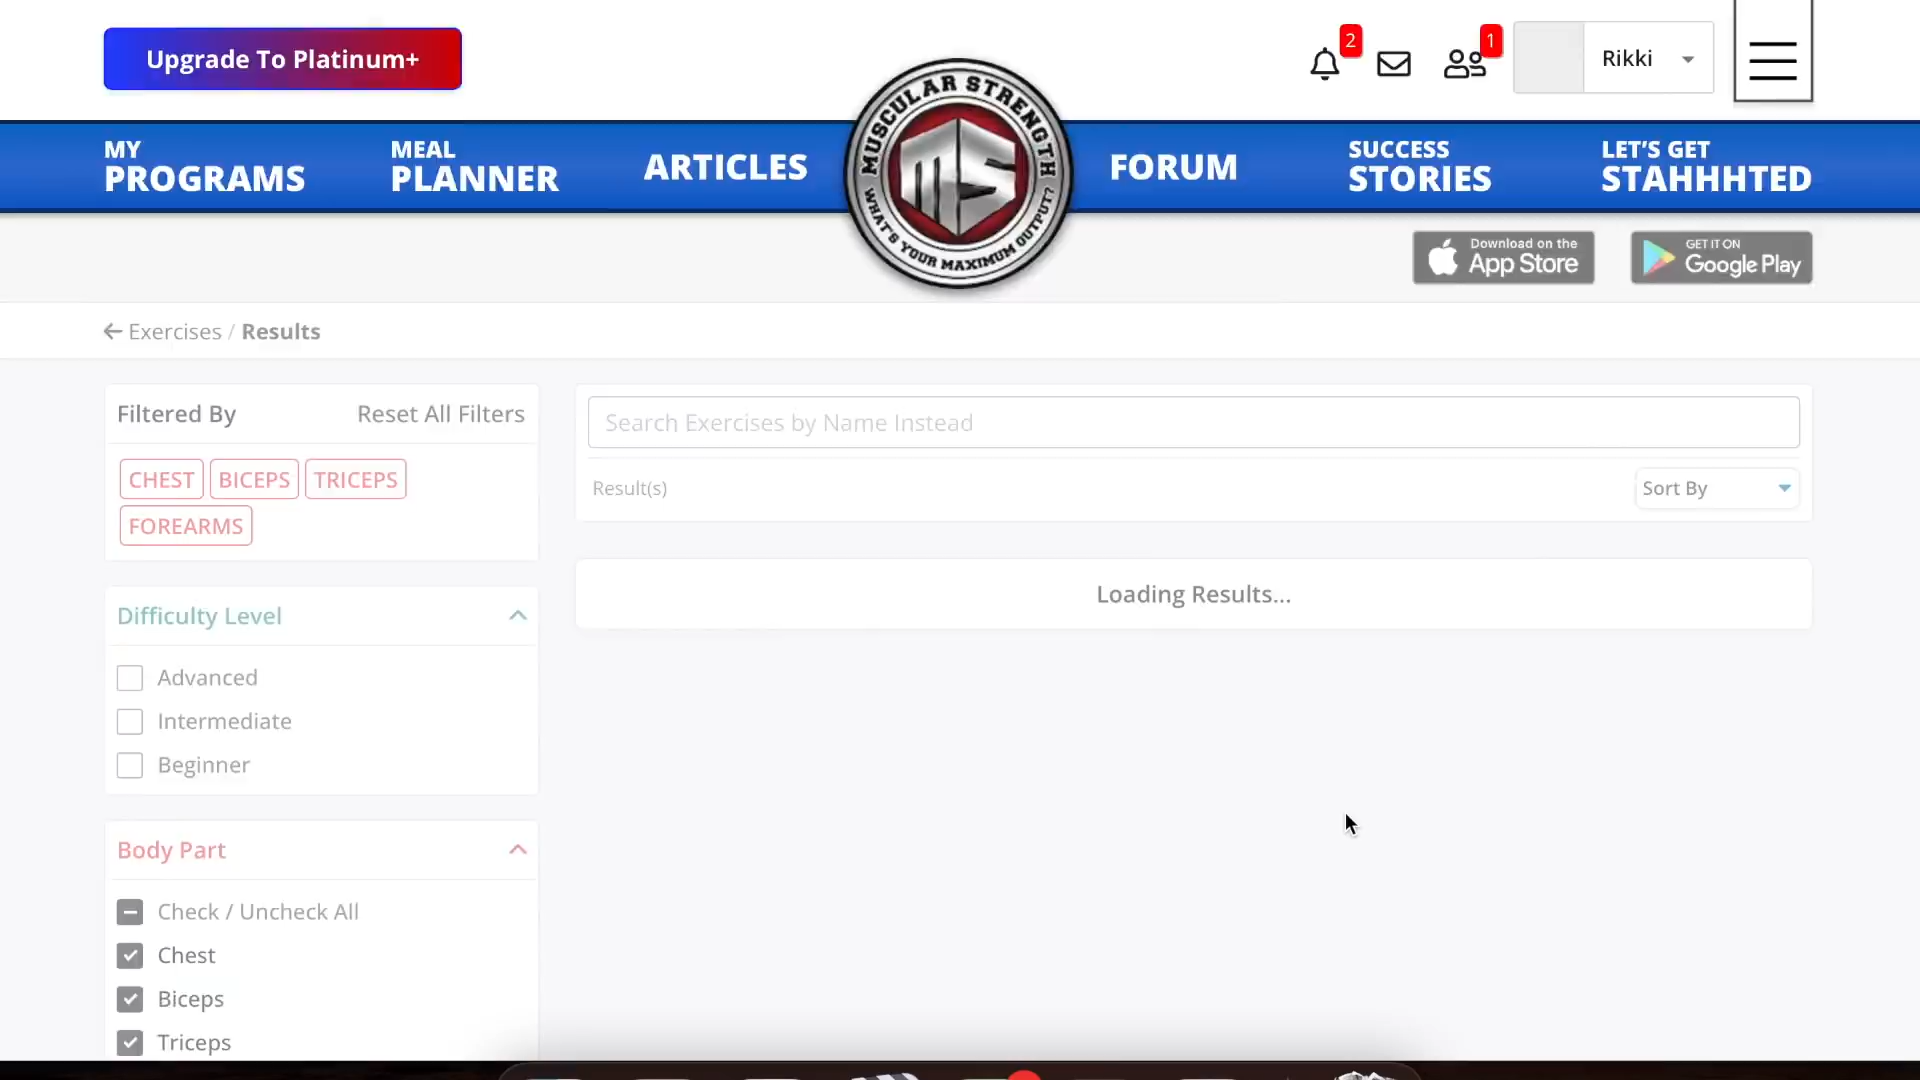 Upgrade To Platinum+
2
1
Rikki
MY PROGRAMS
MEAL PLANNER
ARTICLES
MUSCULAR STRENGTH
MS
WHAT'S YOUR MAXIMUM OUTPUT?
FORUM
SUCCESS STORIES
LET'S GET STAHHHTED
Download on the App Store
GET IT ON Google Play
Exercises / Results
Filtered By
Reset All Filters
CHEST BICEPS TRICEPS
FOREARMS
Search Exercises by Name Instead
Result(s)
Sort By
Loading Results...
Difficulty Level
Advanced
Intermediate
Beginner
Body Part
Check / Uncheck All
Chest
Biceps
Triceps